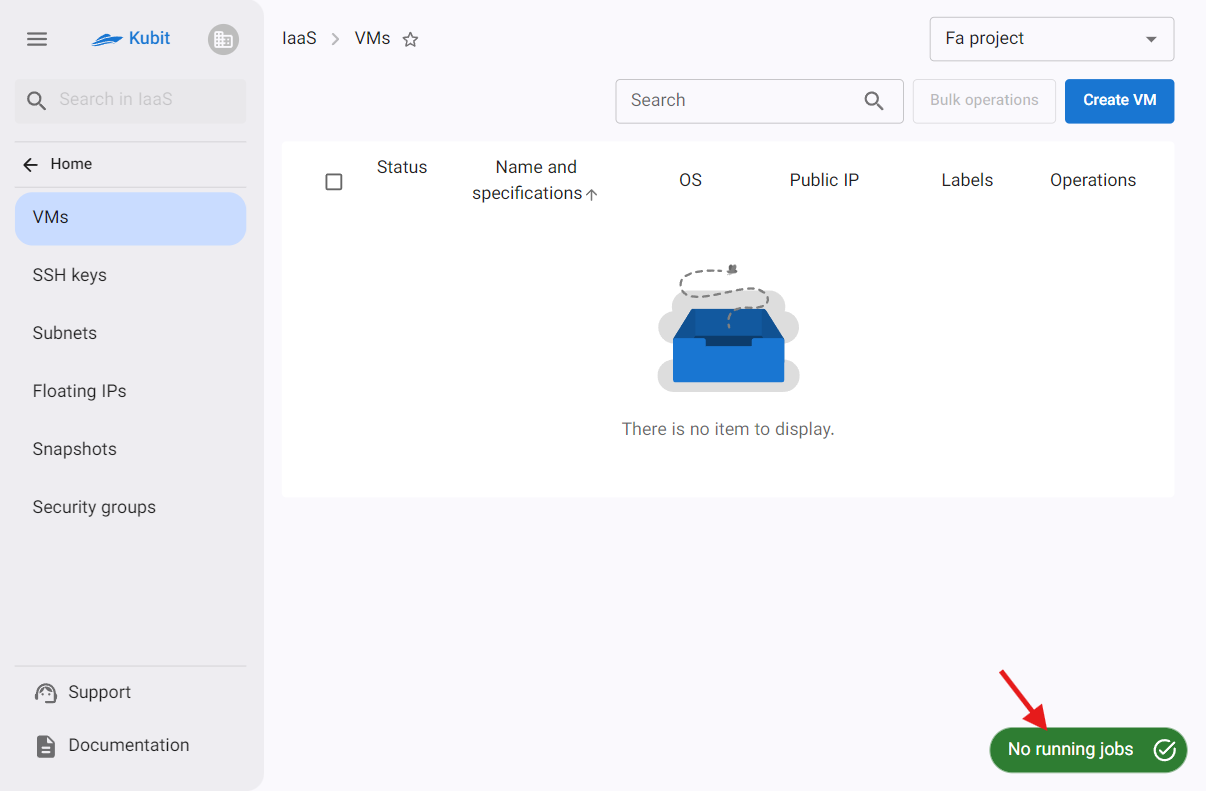 Kubit
Search in IaaS
Home
VMs
SSH keys
Subnets
Floating IPs
Snapshots
Security groups
Support
Documentation
IaaS
VMs
Fa project
Search
Bulk operations
Create VM
Status
Name and
specifications
OS
Public IP
Labels
Operations
There is no item to display.
No running jobs